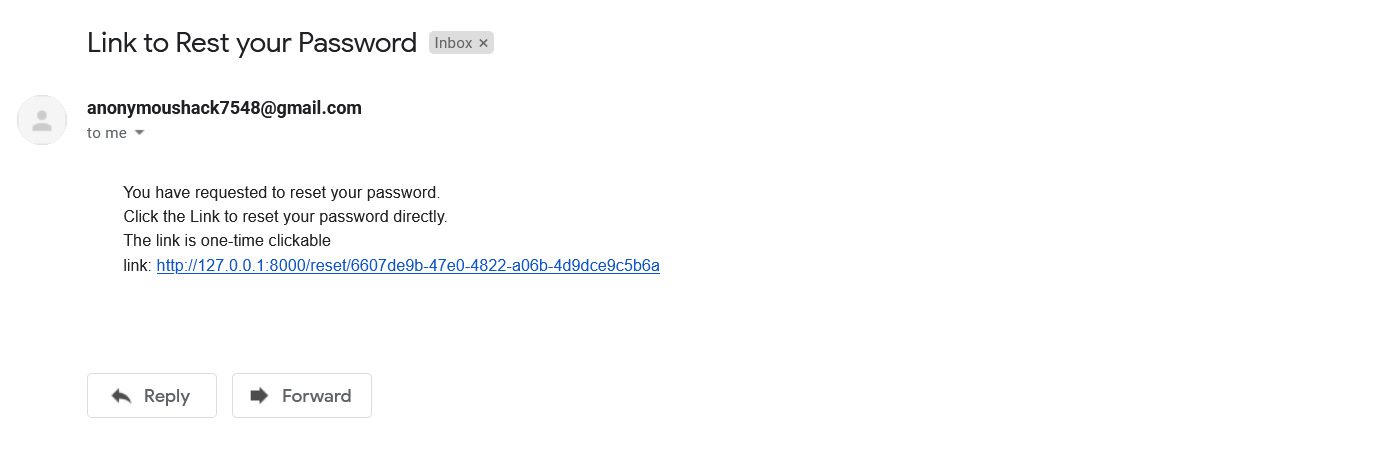 Link to Rest your Password Inbox ×
anonymoushack7548@gmail.com
to me
You have requested to reset your password.
Click the Link to reset your password directly.
The link is one-time clickable
link: http://127.0.0.1:8000/reset/6607de9b-47e0-4822-a06b-4d9dce9c5b6a
Reply Forward